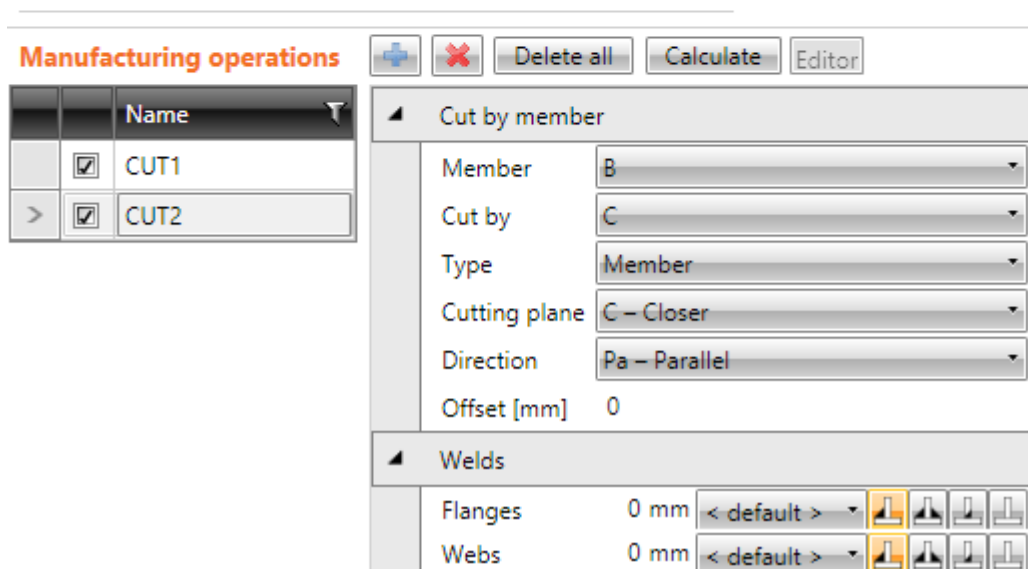 Manufacturing operations Delete all Calculate Editor
Name Cut by member
CUT1 Member B
CUT2 Cut by C
Type Member
Cutting plane C – Closer
Direction Pa – Parallel
Offset [mm] 0
Welds
Flanges 0 mm < default >
Webs 0 mm < default >